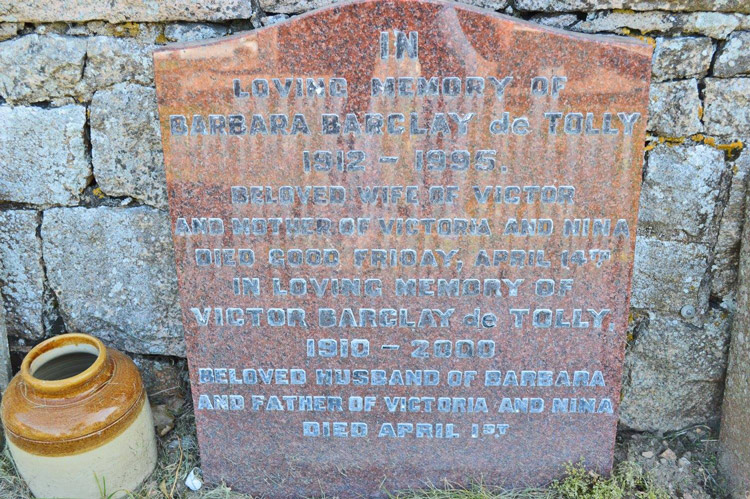 IN
LOVING MEMORY OF
BARBARA BARCLAY de TOLLY
1912 - 1995.
BELOVED WIFE OF VICTOR
AND MOTHER OF VICTORIA AND NINA
DIED GOOD FRIDAY, APRIL 14TH
IN LOVING MEMORY OF
VICTOR BARCLAY de TOLLY,
1910 - 2000
BELOVED HUSBAND OF BARBARA
AND FATHER OF VICTORIA AND NINA
DIED APRIL 1ST